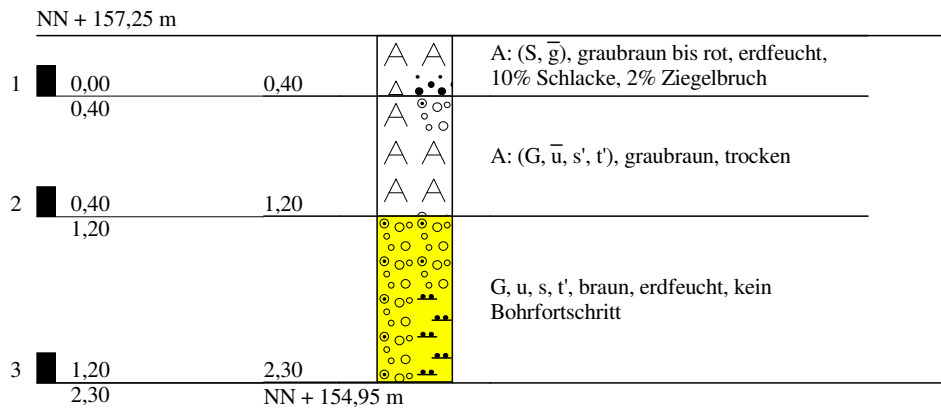 NN + 157,25 m
A: (S, g̅), graubraun bis rot, erdfeucht,
10% Schlacke, 2% Ziegelbruch
1 0,00 0,40
0,40
A: (G, u̅, s', t'), graubraun, trocken
2 0,40 1,20
1,20
G, u, s, t', braun, erdfeucht, kein
Bohrfortschritt
3 1,20 2,30
2,30 NN + 154,95 m